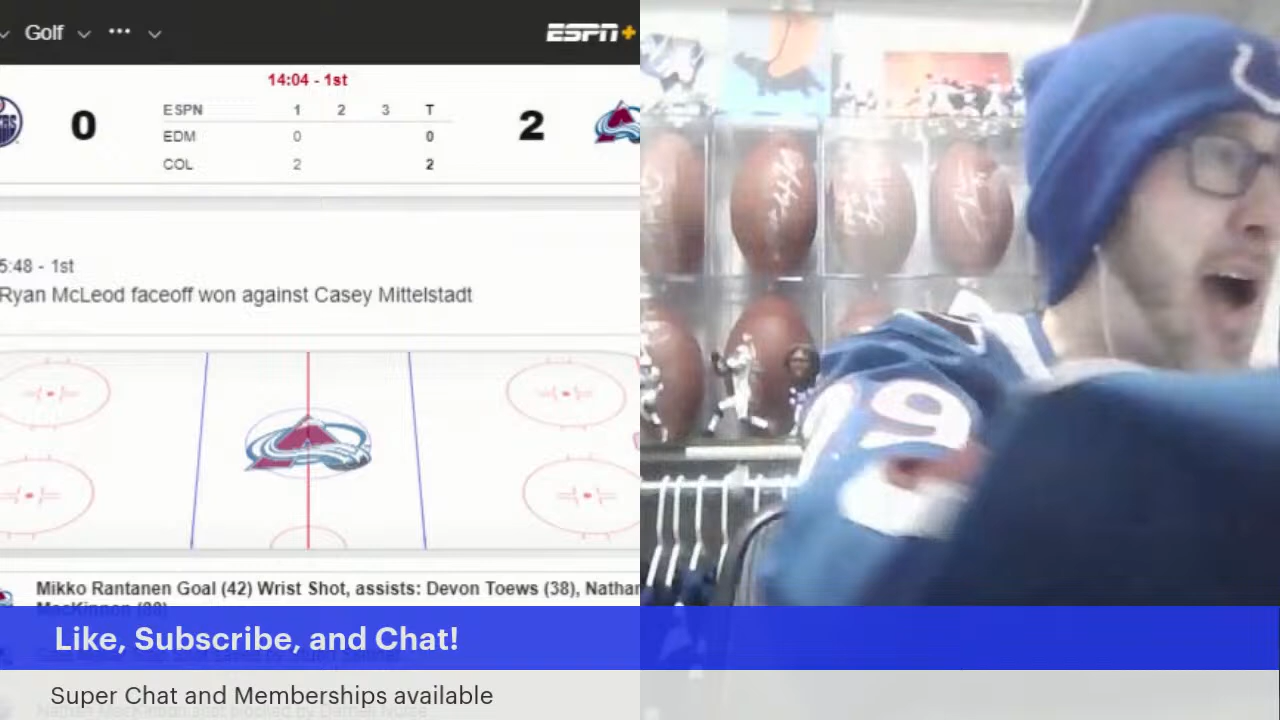 Golf
•••
ESPN+
14:04 - 1st
0
ESPN 1 2 3 T
EDM 0 0
COL 2 2
2
5:48 - 1st
Ryan McLeod faceoff won against Casey Mittelstadt
Mikko Rantanen Goal (42) Wrist Shot, assists: Devon Toews (38), Nathan
MacKinnon
Like, Subscribe, and Chat!
Super Chat and Memberships available
9